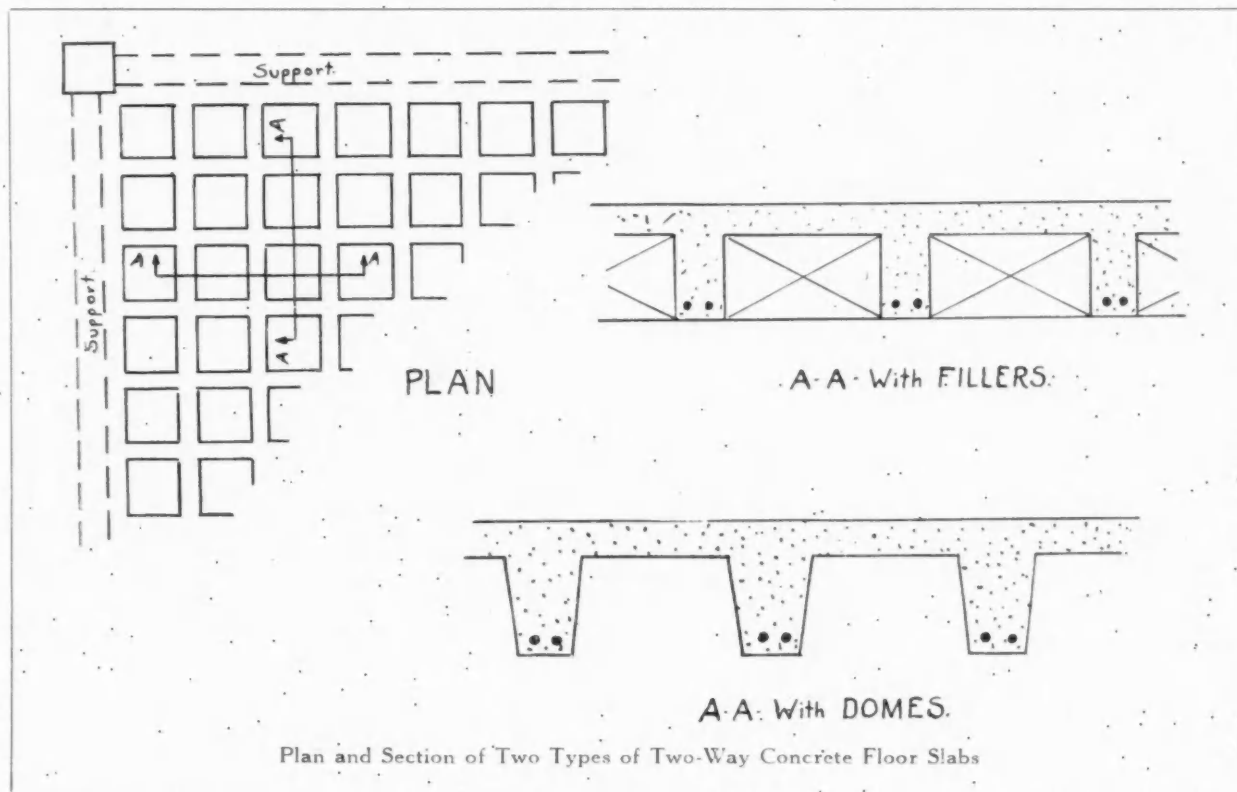 Support.
A
A
A
Support
A
PLAN
A-A- With FILLERS.
A-A- With DOMES.
Plan and Section of Two Types of Two-Way Concrete Floor Slabs